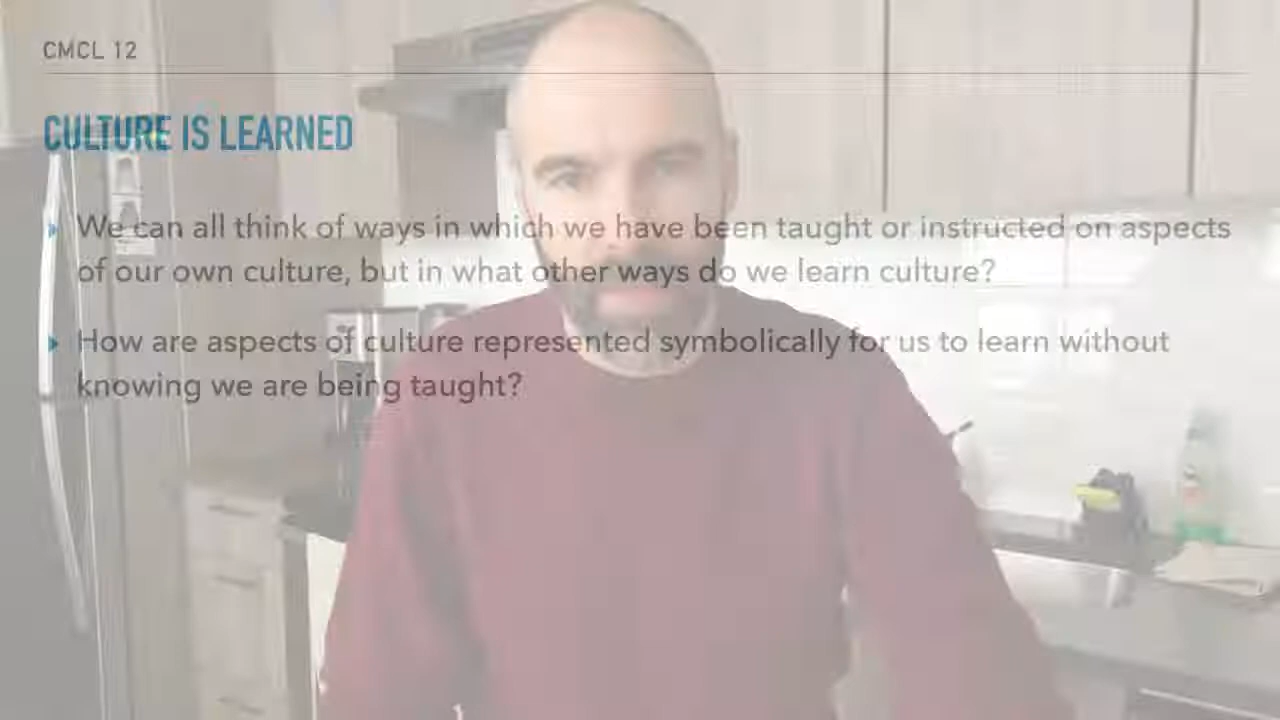 CMCL 12
CULTURE IS LEARNED
We can all think of ways in which we have been taught or instructed on aspects
of our own culture, but in what other ways do we learn culture?
How are aspects of culture represented symbolically for us to learn without
knowing we are being taught?